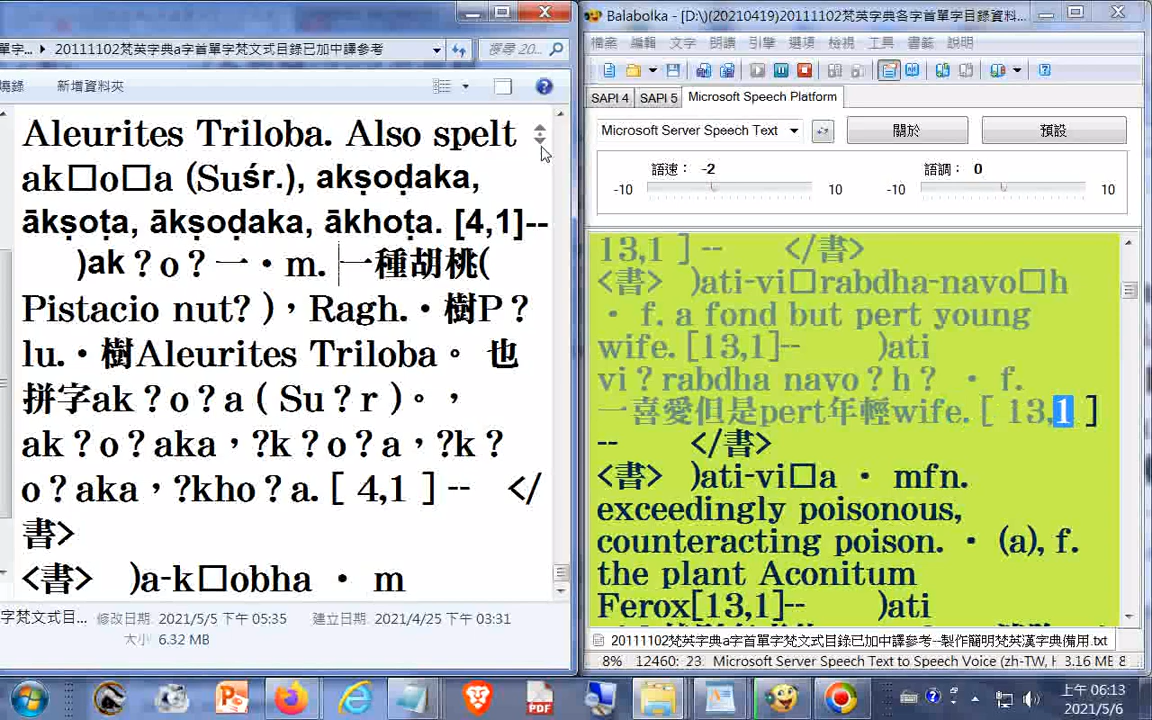 單字... ▸ 20111102梵英字典a字首單字梵文式目錄已加中譯參考
搜尋 20...
燒錄 新增資料夾
Aleurites Triloba. Also spelt
ak□o□a (Suśr.), akṣoḍaka,
ākṣoṭa, ākṣoḍaka, ākhoṭa. [4,1]--
)ak？o？一・m. 一種胡桃(
Pistacio nut? )，Ragh.・樹P？
lu.・樹Aleurites Triloba。 也
拼字ak？o？a ( Su？r )。，
ak？o？aka，?k？o？a，?k？
o？aka，?kho？a. [ 4,1 ] -- </
書>
<書> )a-k□obha ・ m
字梵文式目... 修改日期: 2021/5/5 下午 05:35 建立日期: 2021/4/25 下午 03:31
大小: 6.32 MB
Balabolka - [D:\)(20210419)20111102梵英字典各字首單字目錄資料...
檔案 編輯 文字 朗讀 引擎 選項 檢視 工具 書籤 說明
SAPI 4 SAPI 5 Microsoft Speech Platform
Microsoft Server Speech Text 關於 預設
語速： -2 語調： 0
-10 10 -10 10
13,1 ] -- </書>
<書> )ati-vi□rabdha-navo□h
・ f. a fond but pert young
wife. [13,1]-- )ati
vi？rabdha navo？h？ ・ f.
一喜愛但是pert年輕wife. [ 13,1 ]
-- </書>
<書> )ati-vi□a ・ mfn.
exceedingly poisonous,
counteracting poison. ・ (a), f.
the plant Aconitum
Ferox[13,1]-- )ati
20111102梵英字典a字首單字梵文式目錄已加中譯參考--製作簡明梵英漢字典備用.txt
8% 12460: 23. Microsoft Server Speech Text to Speech Voice (zh-TW, H 3.16 MB 8
上午 06:13
2021/5/6